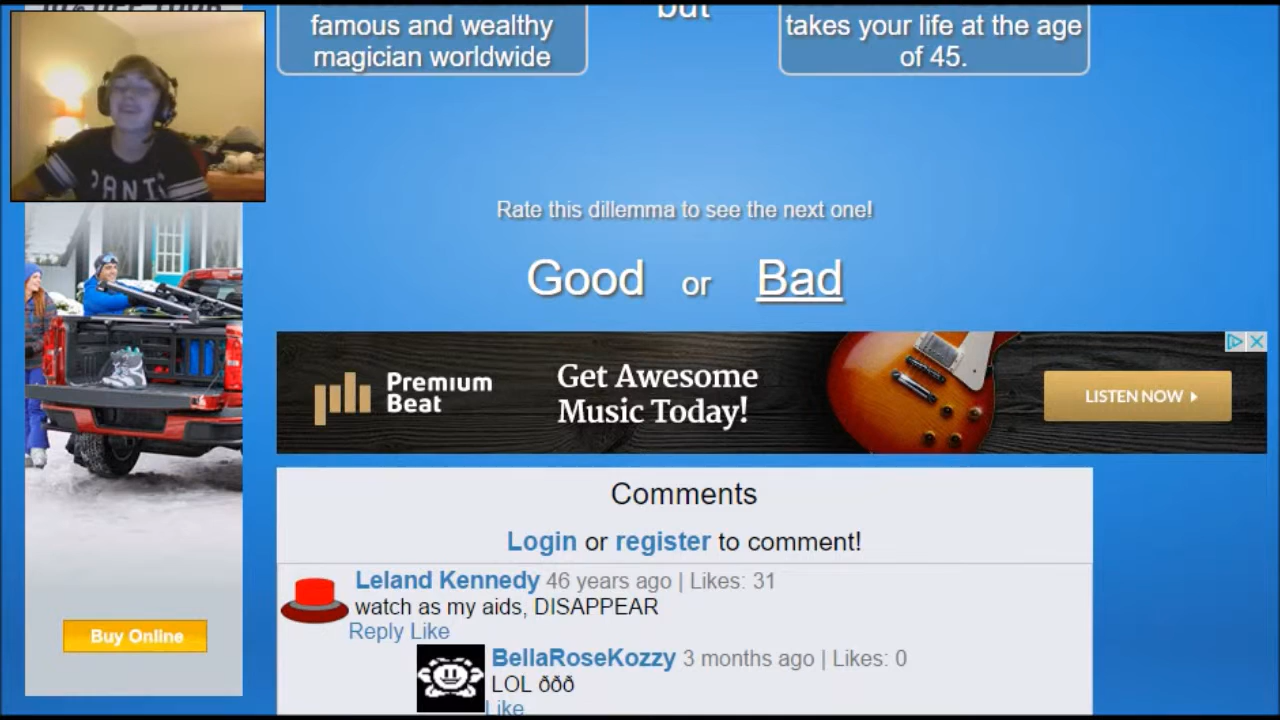 but
famous and wealthy
magician worldwide
takes your life at the age
of 45.
PANT
Rate this dillemma to see the next one!
Good or Bad
Premium
Beat
Get Awesome
Music Today!
LISTEN NOW
Comments
Login or register to comment!
Leland Kennedy 46 years ago | Likes: 31
watch as my aids, DISAPPEAR
Reply Like
BellaRoseKozzy 3 months ago | Likes: 0
LOL ððð
Like
Buy Online